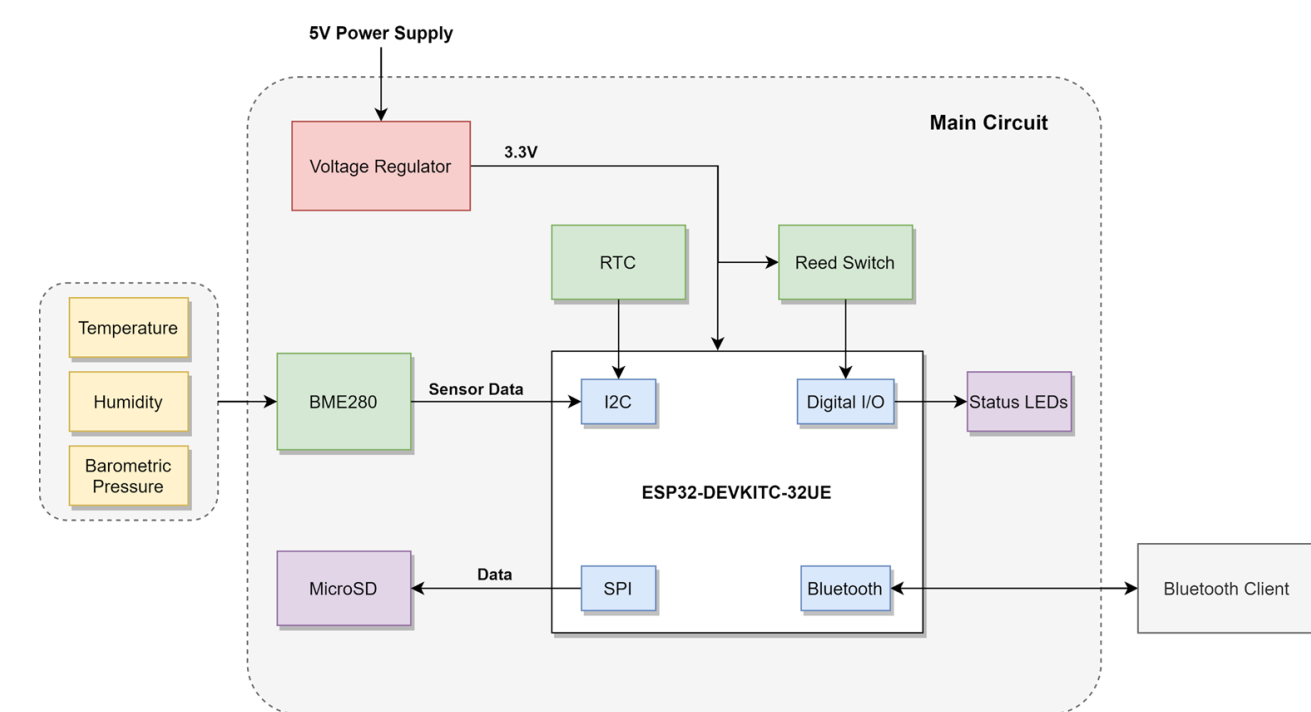 5V Power Supply
Main Circuit
Voltage Regulator
3.3V
RTC
Reed Switch
Temperature
Humidity
Barometric
Pressure
BME280
Sensor Data
I2C
Digital I/O
Status LEDs
ESP32-DEVKITC-32UE
MicroSD
Data
SPI
Bluetooth
Bluetooth Client